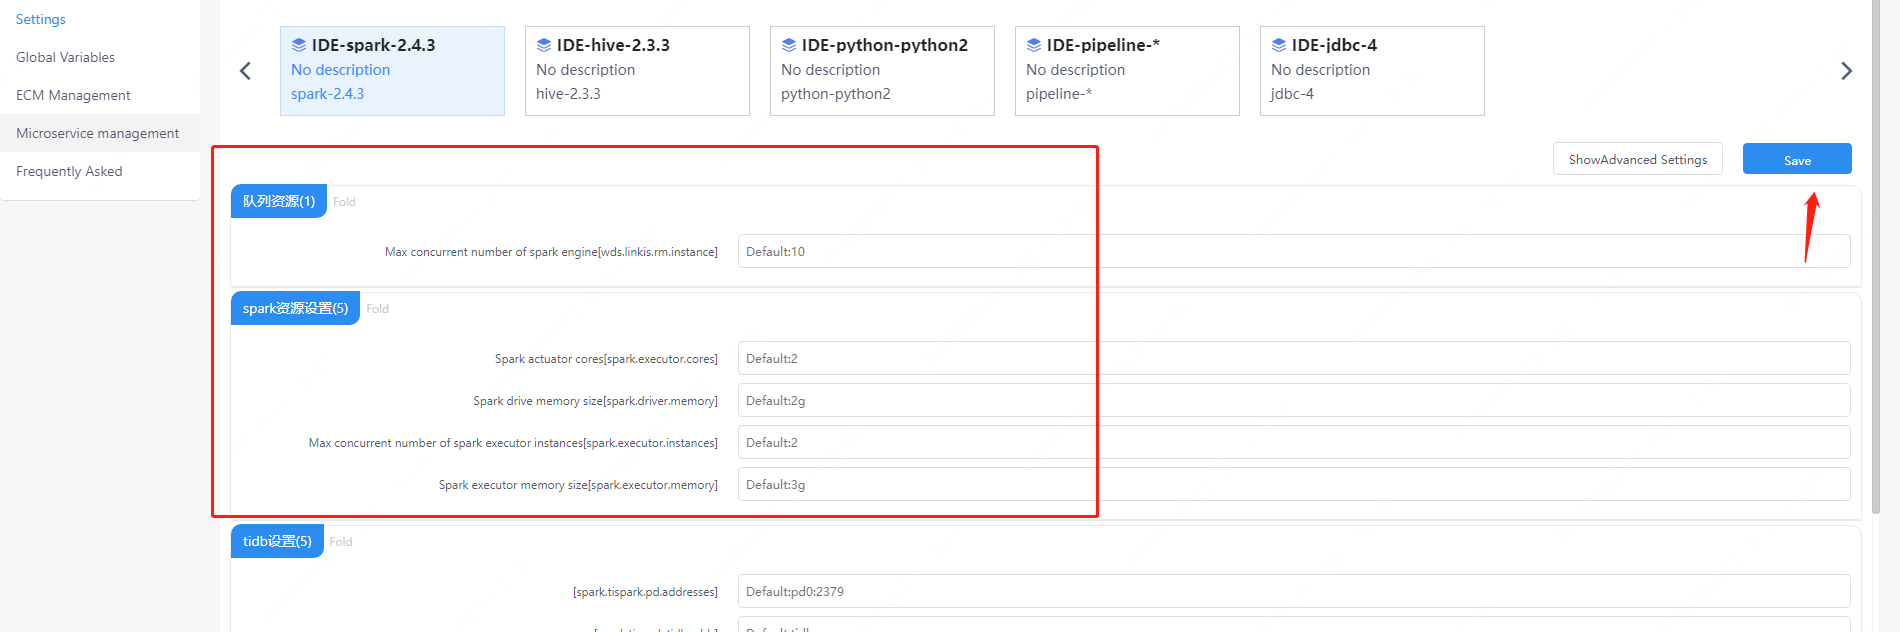 Settings
Global Variables
ECM Management
Microservice management
Frequently Asked
IDE-spark-2.4.3
No description
spark-2.4.3
IDE-hive-2.3.3
No description
hive-2.3.3
IDE-python-python2
No description
python-python2
IDE-pipeline-*
No description
pipeline-*
IDE-jdbc-4
No description
jdbc-4
ShowAdvanced Settings
Save
队列资源(1) Fold
Max concurrent number of spark engine[wds.linkis.rm.instance] Default:10
spark资源设置(5) Fold
Spark actuator cores[spark.executor.cores] Default:2
Spark drive memory size[spark.driver.memory] Default:2g
Max concurrent number of spark executor instances[spark.executor.instances] Default:2
Spark executor memory size[spark.executor.memory] Default:3g
tidb设置(5) Fold
[spark.tispark.pd.addresses] Default:pd0:2379